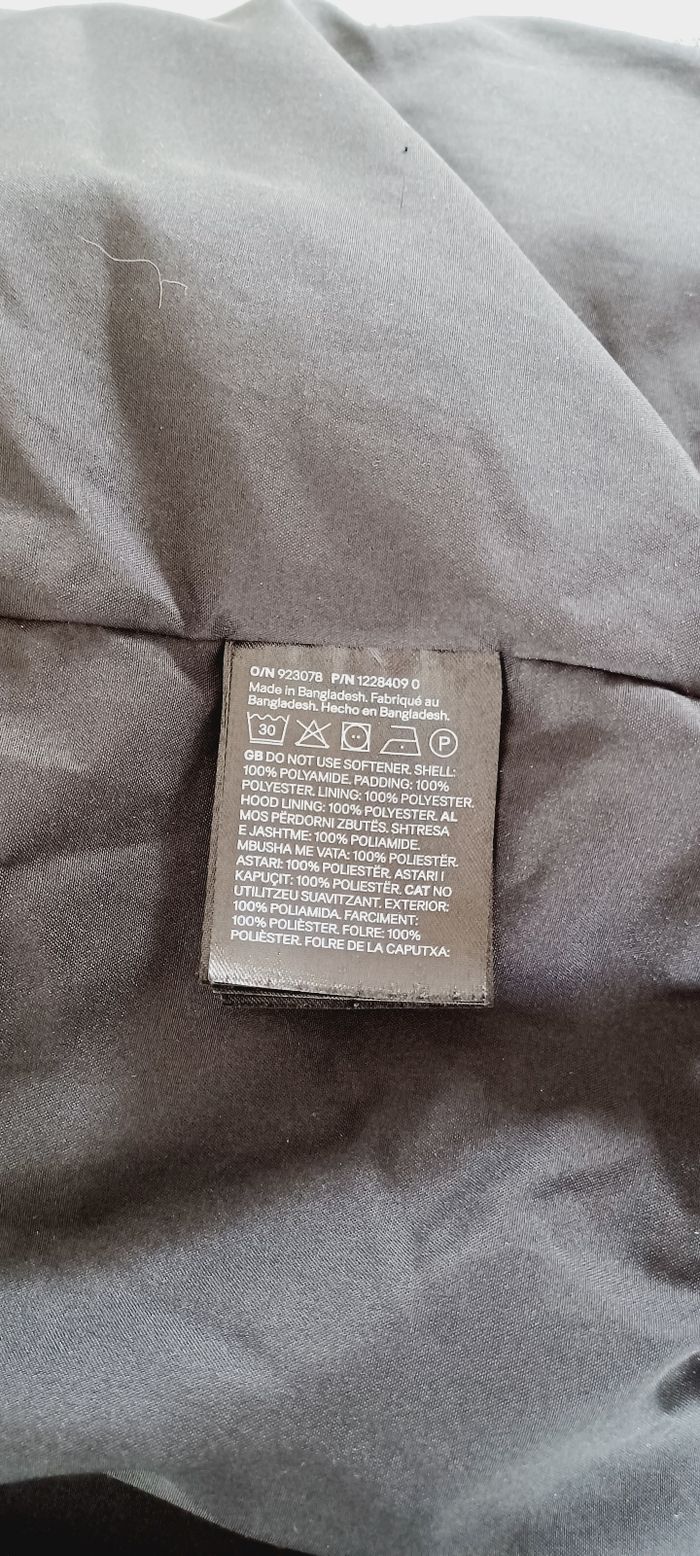 O/N 923078 P/N 1228409 0
Made in Bangladesh. Fabriqué au
Bangladesh. Hecho en Bangladesh.
30 P
GB DO NOT USE SOFTENER. SHELL:
100% POLYAMIDE. PADDING: 100%
POLYESTER. LINING: 100% POLYESTER.
HOOD LINING: 100% POLYESTER. AL
MOS PËRDORNI ZBUTËS. SHTRESA
E JASHTME: 100% POLIAMIDE.
MBUSHA ME VATA: 100% POLIESTËR.
ASTARI: 100% POLIESTËR. ASTARI I
KAPUÇIT: 100% POLIESTËR. CAT NO
UTILITZEU SUAVITZANT. EXTERIOR:
100% POLIAMIDA. FARCIMENT:
100% POLIÈSTER. FOLRE: 100%
POLIÈSTER. FOLRE DE LA CAPUTXA: